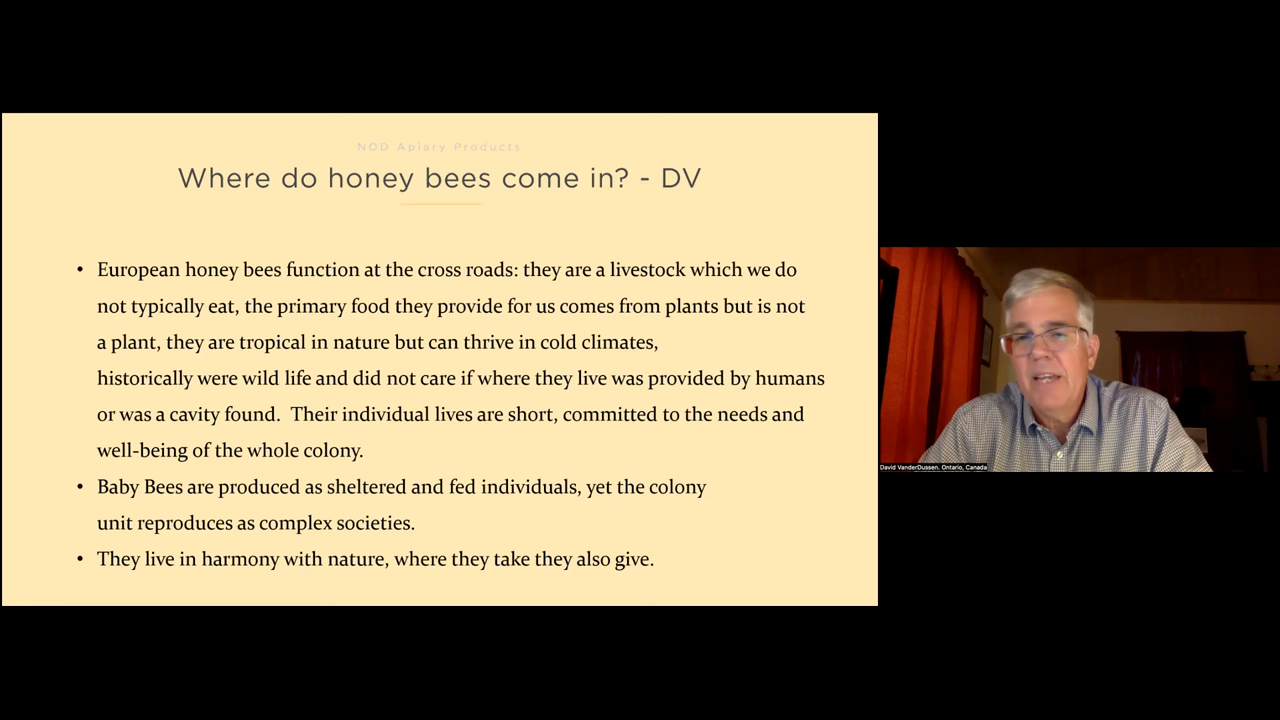 NOD Apiary Products
Where do honey bees come in? - DV
• European honey bees function at the cross roads: they are a livestock which we do
not typically eat, the primary food they provide for us comes from plants but is not
a plant, they are tropical in nature but can thrive in cold climates,
historically were wild life and did not care if where they live was provided by humans
or was a cavity found.  Their individual lives are short, committed to the needs and
well-being of the whole colony.
• Baby Bees are produced as sheltered and fed individuals, yet the colony
unit reproduces as complex societies.
• They live in harmony with nature, where they take they also give.
David VanderDussen, Ontario, Canada